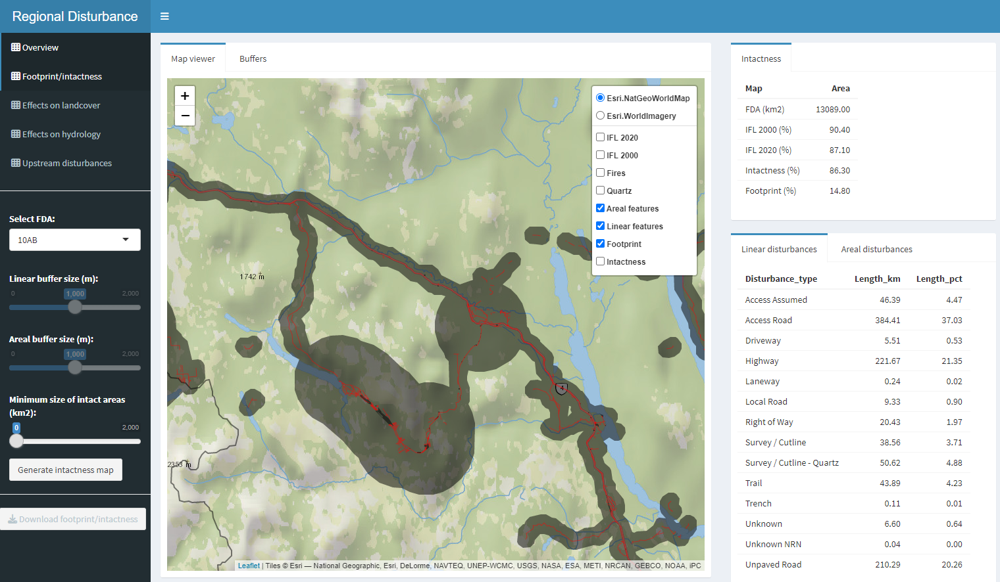 Regional Disturbance
Overview
Footprint/intactness
Effects on landcover
Effects on hydrology
Upstream disturbances
Select FDA:
10AB
Linear buffer size (m):
0 1,000 2,000
Areal buffer size (m):
0 1,000 2,000
Minimum size of intact areas
(km2):
0 2,000
Generate intactness map
Download footprint/intactness
Map viewer Buffers
+
−
Esri.NatGeoWorldMap
Esri.WorldImagery
IFL 2020
IFL 2000
Fires
Quartz
Areal features
Linear features
Footprint
Intactness
1742 m
4
2353 m
Leaflet | Tiles © Esri — National Geographic, Esri, DeLorme, NAVTEQ, UNEP-WCMC, USGS, NASA, ESA, METI, NRCAN, GEBCO, NOAA, iPC
Intactness
Map Area
FDA (km2) 13089.00
IFL 2000 (%) 90.40
IFL 2020 (%) 87.10
Intactness (%) 86.30
Footprint (%) 14.80
Linear disturbances Areal disturbances
Disturbance_type Length_km Length_pct
Access Assumed 46.39 4.47
Access Road 384.41 37.03
Driveway 5.51 0.53
Highway 221.67 21.35
Laneway 0.24 0.02
Local Road 9.33 0.90
Right of Way 20.43 1.97
Survey / Cutline 38.56 3.71
Survey / Cutline - Quartz 50.62 4.88
Trail 43.89 4.23
Trench 0.11 0.01
Unknown 6.60 0.64
Unknown NRN 0.04 0.00
Unpaved Road 210.29 20.26